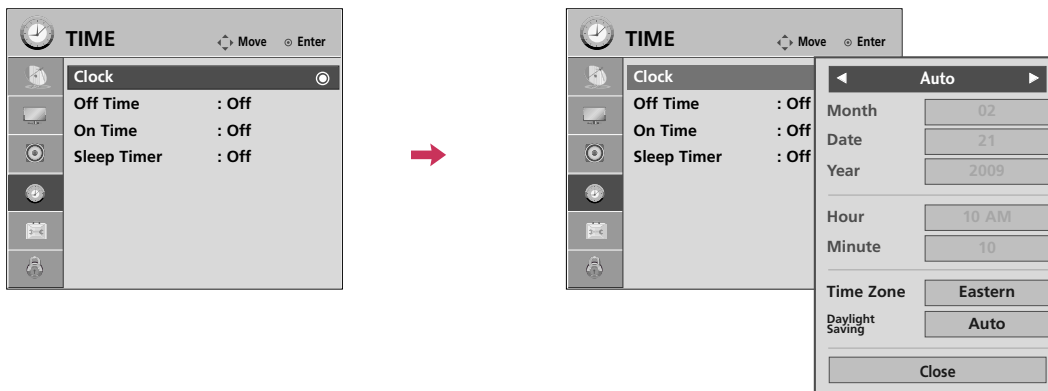 TIME Move Enter
Clock
Off Time : Off
On Time : Off
Sleep Timer : Off
TIME Move Enter
Clock
Off Time : Off
On Time : Off
Sleep Timer : Off
Auto
Month 02
Date 21
Year 2009
Hour 10 AM
Minute 10
Time Zone Eastern
Daylight
Saving Auto
Close